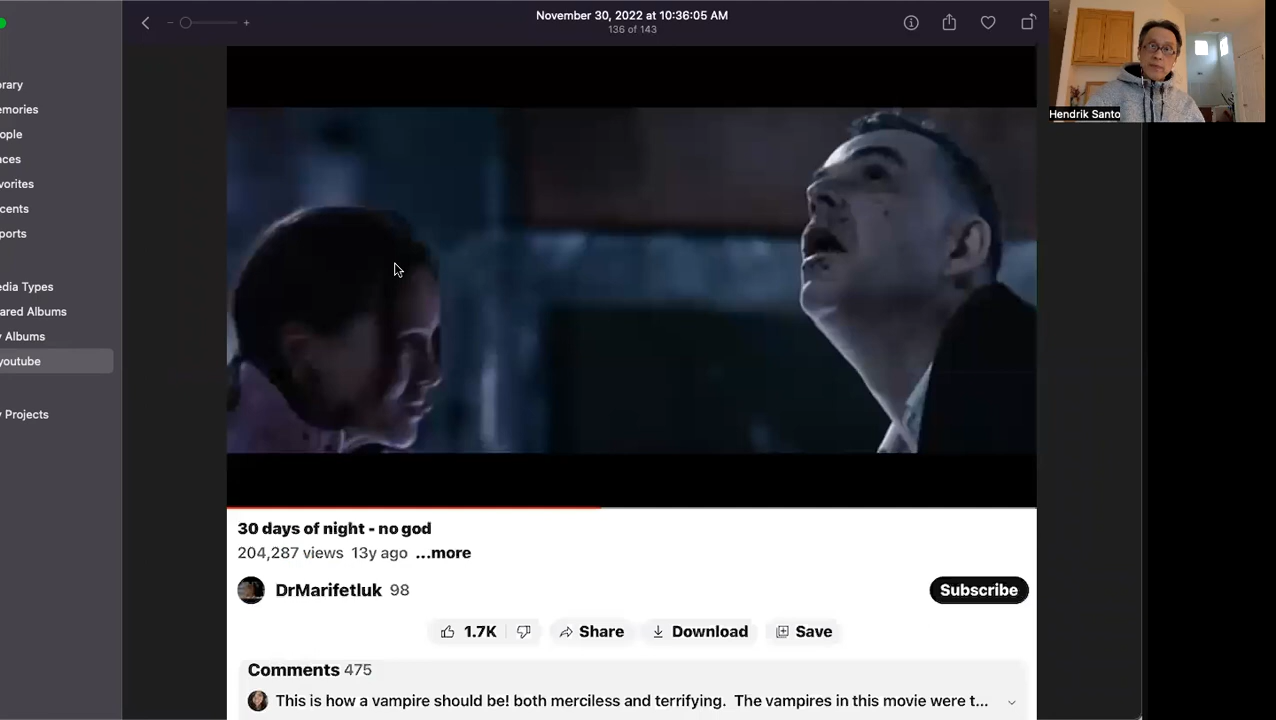 November 30, 2022 at 10:36:05 AM
136 of 143
brary
emories
ople
aces
avorites
cents
ports
edia Types
ared Albums
y Albums
youtube
y Projects
Hendrik Santo
30 days of night - no god
204,287 views 13y ago ...more
DrMarifetluk 98
Subscribe
1.7K Share Download Save
Comments 475
This is how a vampire should be! both merciless and terrifying. The vampires in this movie were t...